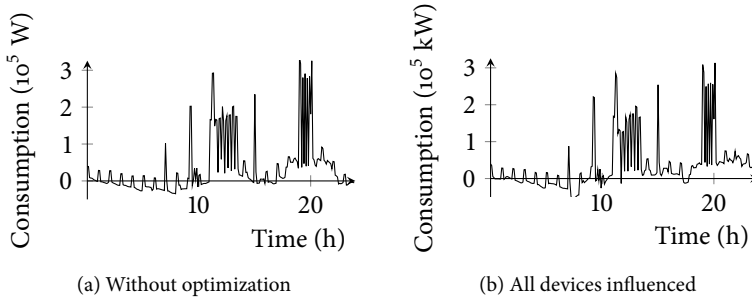 Consumption (10⁵ W)
3
2
1
0
10
20
Time (h)
(a) Without optimization
Consumption (10⁵ kW)
3
2
1
0
10
20
Time (h)
(b) All devices influenced